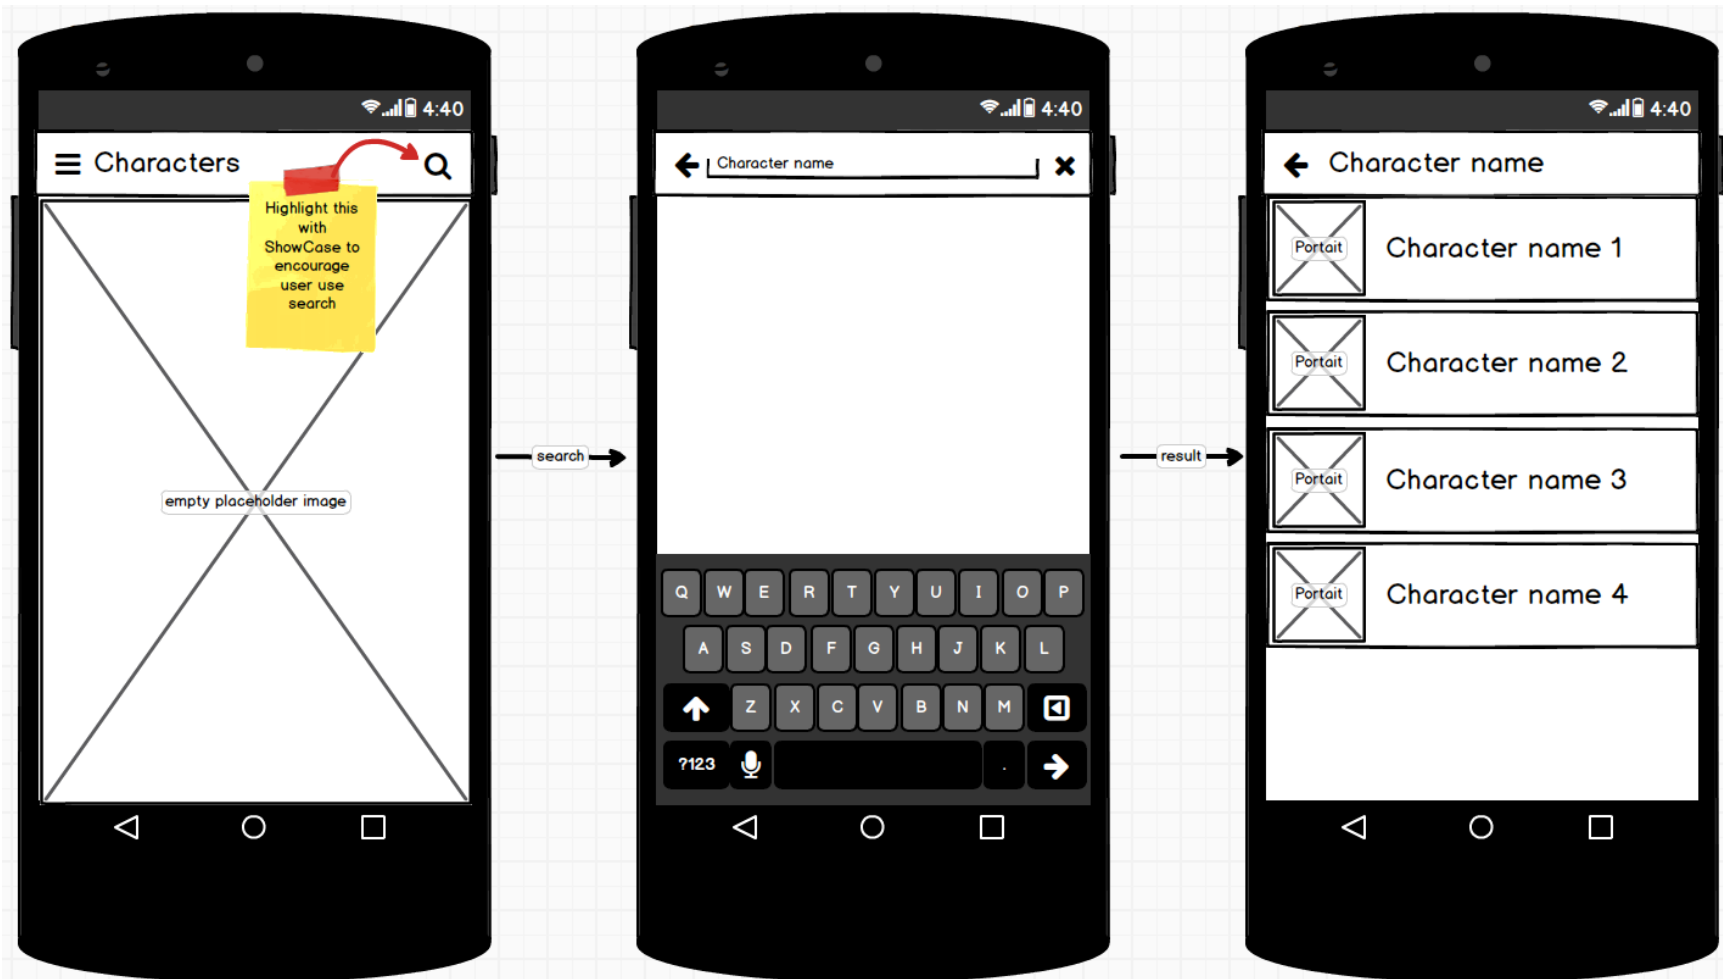 4:40
Characters
Highlight this
with
ShowCase to
encourage
user use
search
empty placeholder image
search
4:40
Character name
Q W E R T Y U I O P
A S D F G H J K L
Z X C V B N M
?123 .
result
4:40
Character name
Portait
Character name 1
Portait
Character name 2
Portait
Character name 3
Portait
Character name 4